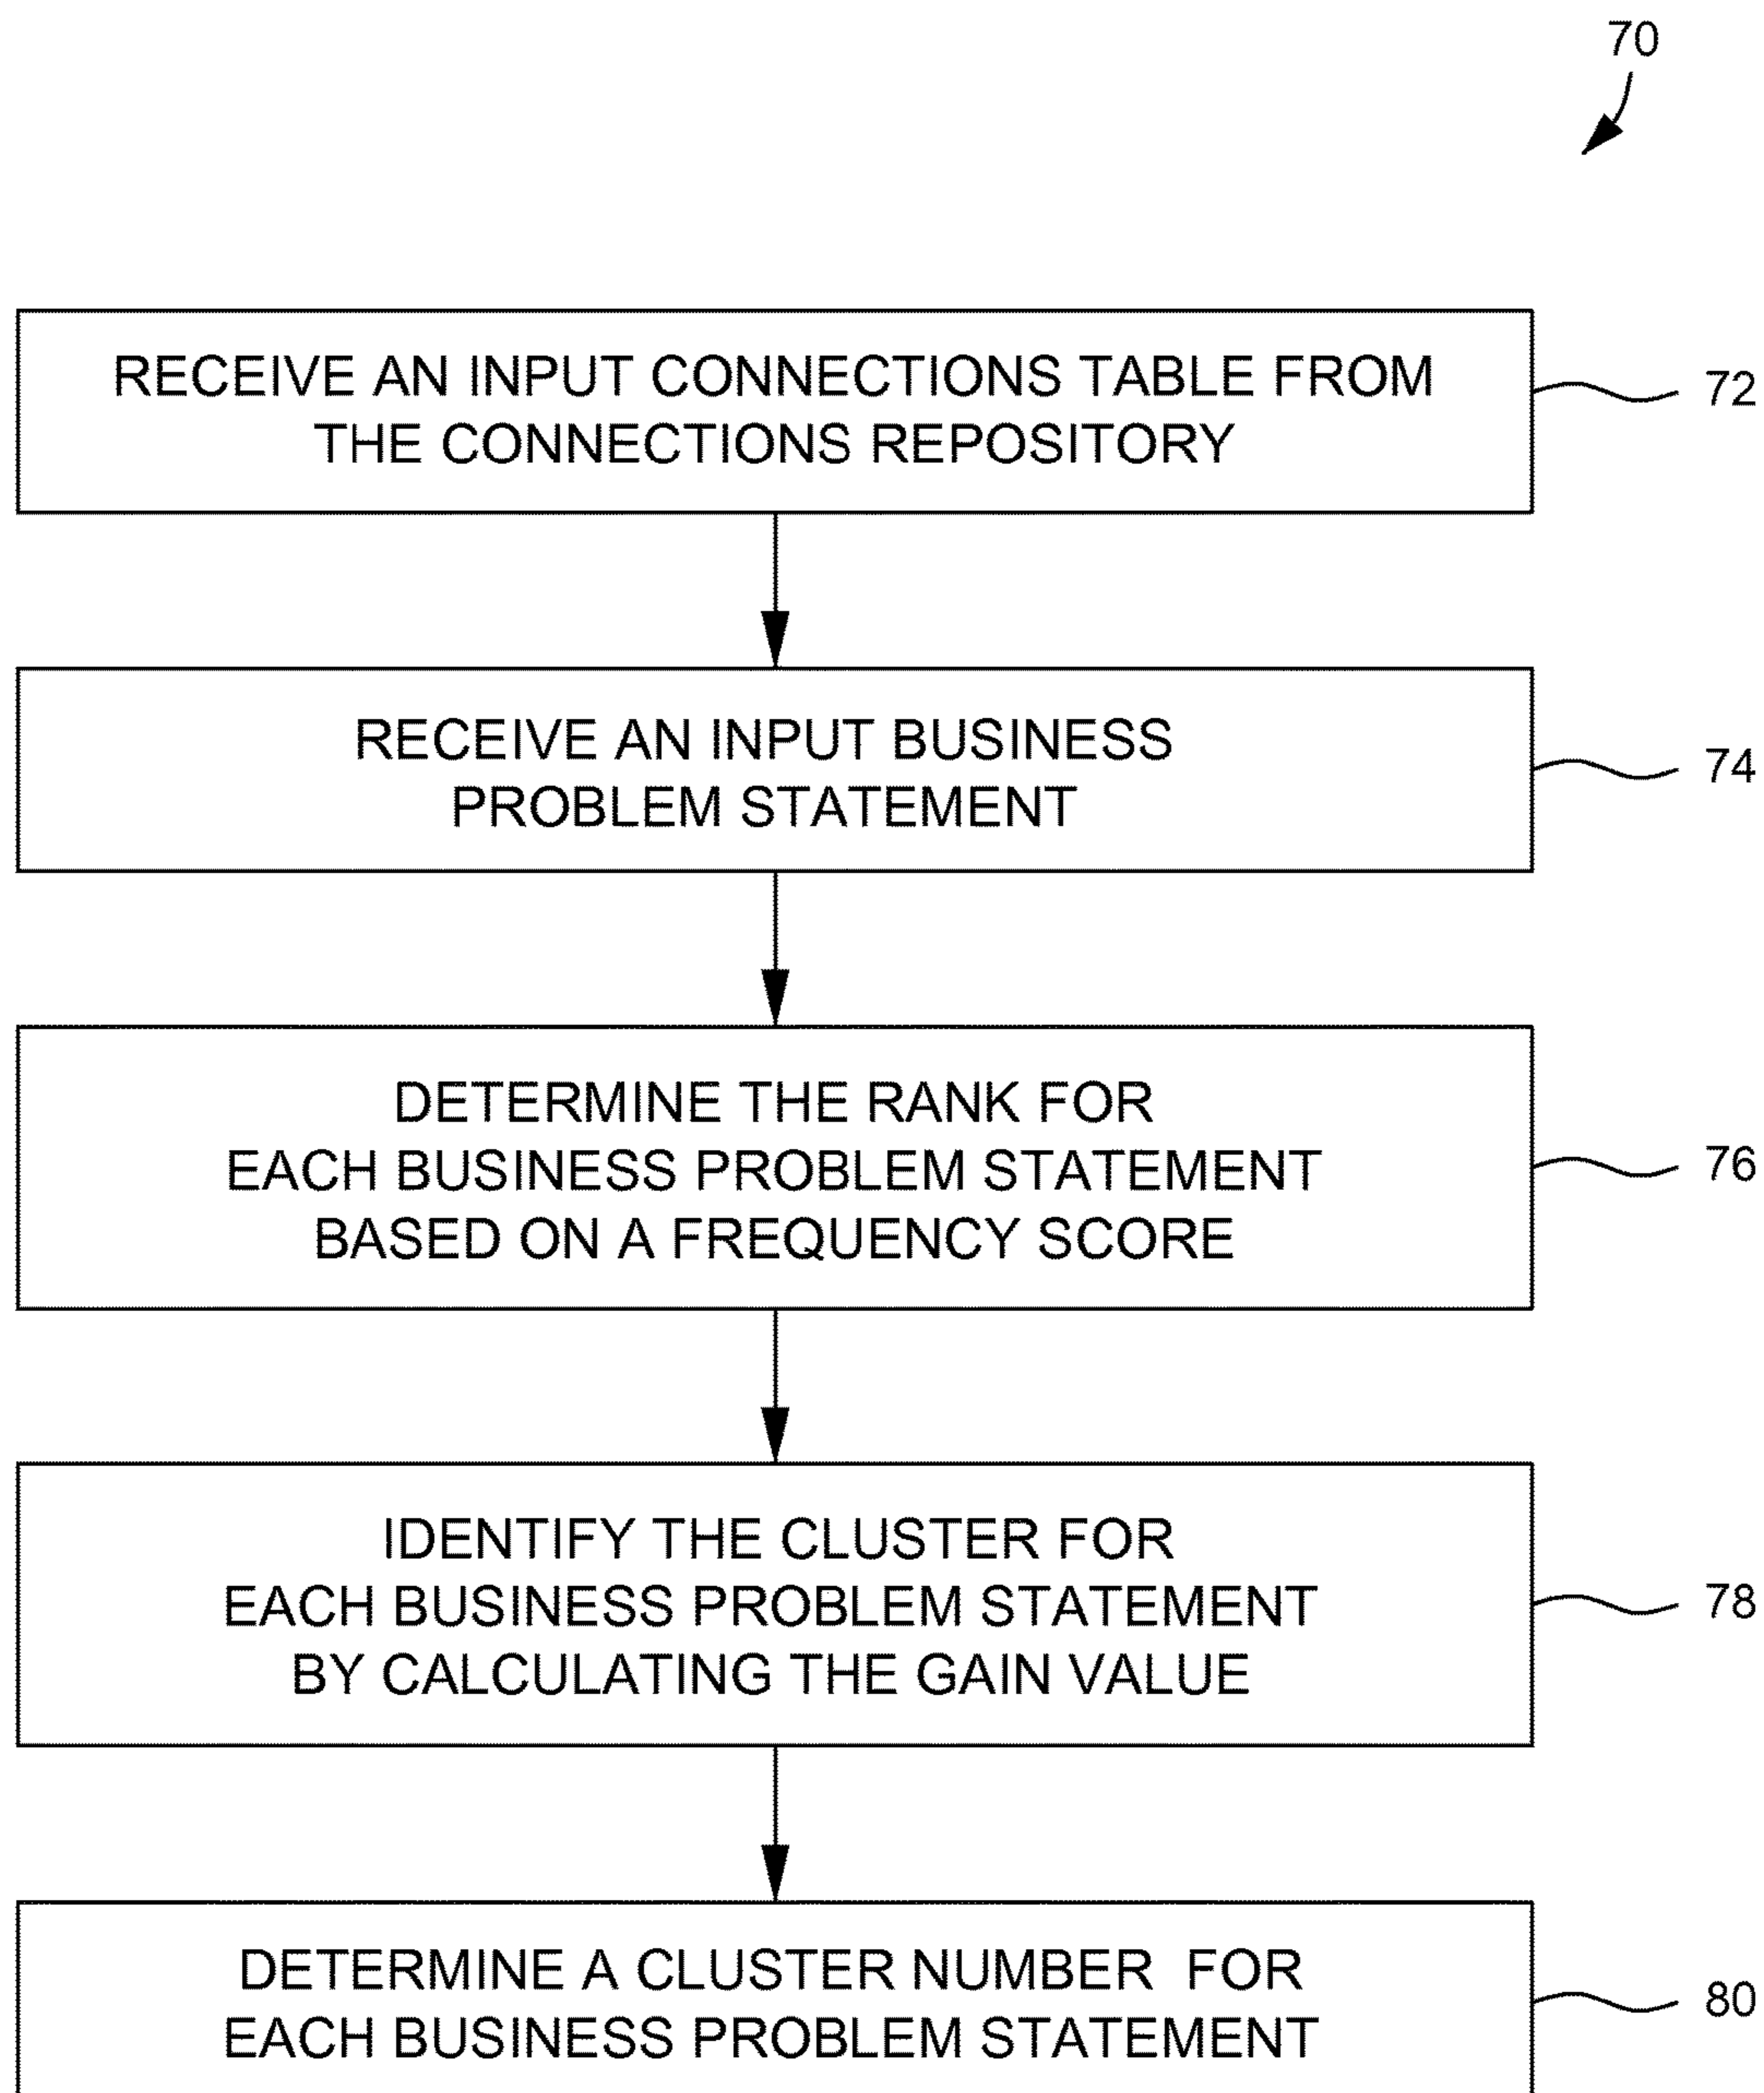 70
RECEIVE AN INPUT CONNECTIONS TABLE FROM
THE CONNECTIONS REPOSITORY
72
RECEIVE AN INPUT BUSINESS
PROBLEM STATEMENT
74
DETERMINE THE RANK FOR
EACH BUSINESS PROBLEM STATEMENT
BASED ON A FREQUENCY SCORE
76
IDENTIFY THE CLUSTER FOR
EACH BUSINESS PROBLEM STATEMENT
BY CALCULATING THE GAIN VALUE
78
DETERMINE A CLUSTER NUMBER FOR
EACH BUSINESS PROBLEM STATEMENT
80